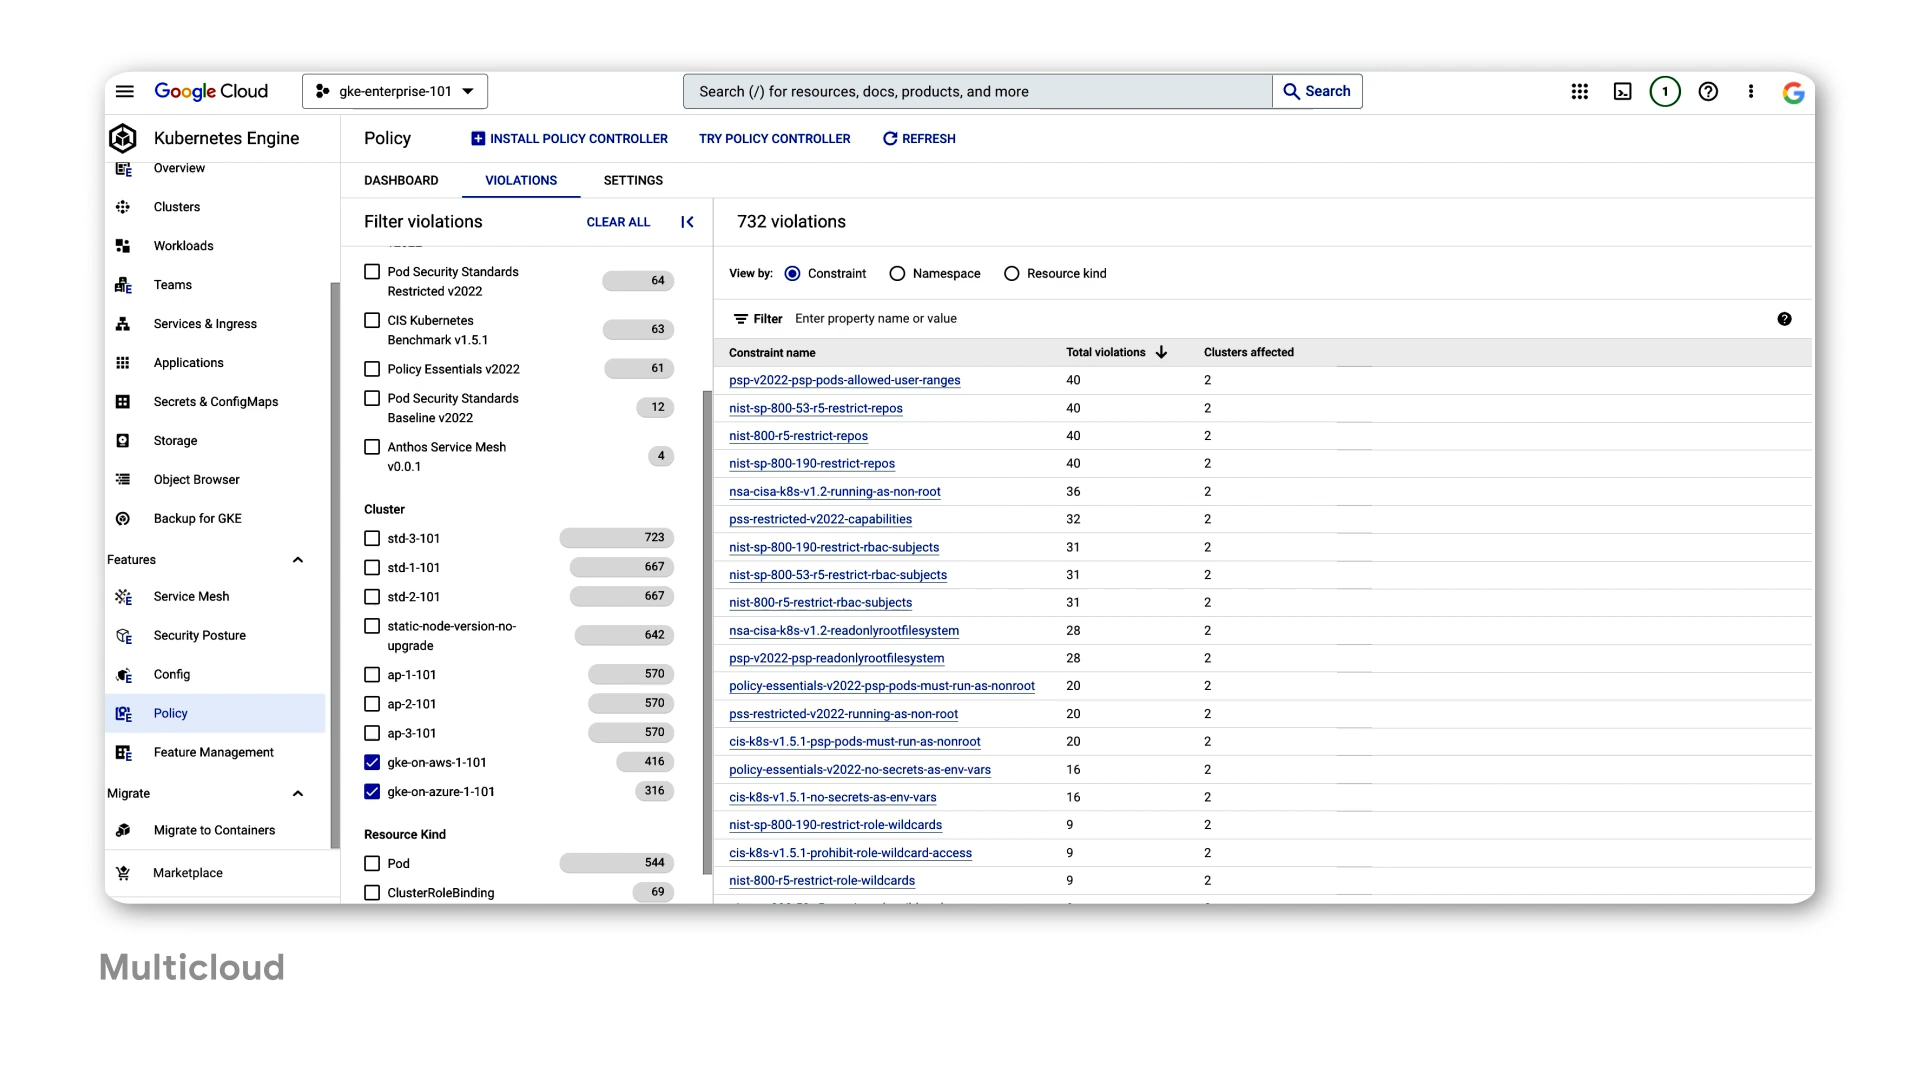 Google Cloud
gke-enterprise-101
Search (/) for resources, docs, products, and more
Search
1
Kubernetes Engine
Policy
INSTALL POLICY CONTROLLER
TRY POLICY CONTROLLER
REFRESH
Overview
Clusters
Workloads
Teams
Services & Ingress
Applications
Secrets & ConfigMaps
Storage
Object Browser
Backup for GKE
Features
Service Mesh
Security Posture
Config
Policy
Feature Management
Migrate
Migrate to Containers
Marketplace
DASHBOARD
VIOLATIONS
SETTINGS
Filter violations
CLEAR ALL
Pod Security Standards
Restricted v2022
64
CIS Kubernetes
Benchmark v1.5.1
63
Policy Essentials v2022
61
Pod Security Standards
Baseline v2022
12
Anthos Service Mesh
v0.0.1
4
Cluster
std-3-101 723
std-1-101 667
std-2-101 667
static-node-version-no-
upgrade
642
ap-1-101 570
ap-2-101 570
ap-3-101 570
gke-on-aws-1-101 416
gke-on-azure-1-101 316
Resource Kind
Pod 544
ClusterRoleBinding 69
732 violations
View by: Constraint Namespace Resource kind
Filter Enter property name or value
Constraint name Total violations Clusters affected
psp-v2022-psp-pods-allowed-user-ranges 40 2
nist-sp-800-53-r5-restrict-repos 40 2
nist-800-r5-restrict-repos 40 2
nist-sp-800-190-restrict-repos 40 2
nsa-cisa-k8s-v1.2-running-as-non-root 36 2
pss-restricted-v2022-capabilities 32 2
nist-sp-800-190-restrict-rbac-subjects 31 2
nist-sp-800-53-r5-restrict-rbac-subjects 31 2
nist-800-r5-restrict-rbac-subjects 31 2
nsa-cisa-k8s-v1.2-readonlyrootfilesystem 28 2
psp-v2022-psp-readonlyrootfilesystem 28 2
policy-essentials-v2022-psp-pods-must-run-as-nonroot 20 2
pss-restricted-v2022-running-as-non-root 20 2
cis-k8s-v1.5.1-psp-pods-must-run-as-nonroot 20 2
policy-essentials-v2022-no-secrets-as-env-vars 16 2
cis-k8s-v1.5.1-no-secrets-as-env-vars 16 2
nist-sp-800-190-restrict-role-wildcards 9 2
cis-k8s-v1.5.1-prohibit-role-wildcard-access 9 2
nist-800-r5-restrict-role-wildcards 9 2
Multicloud